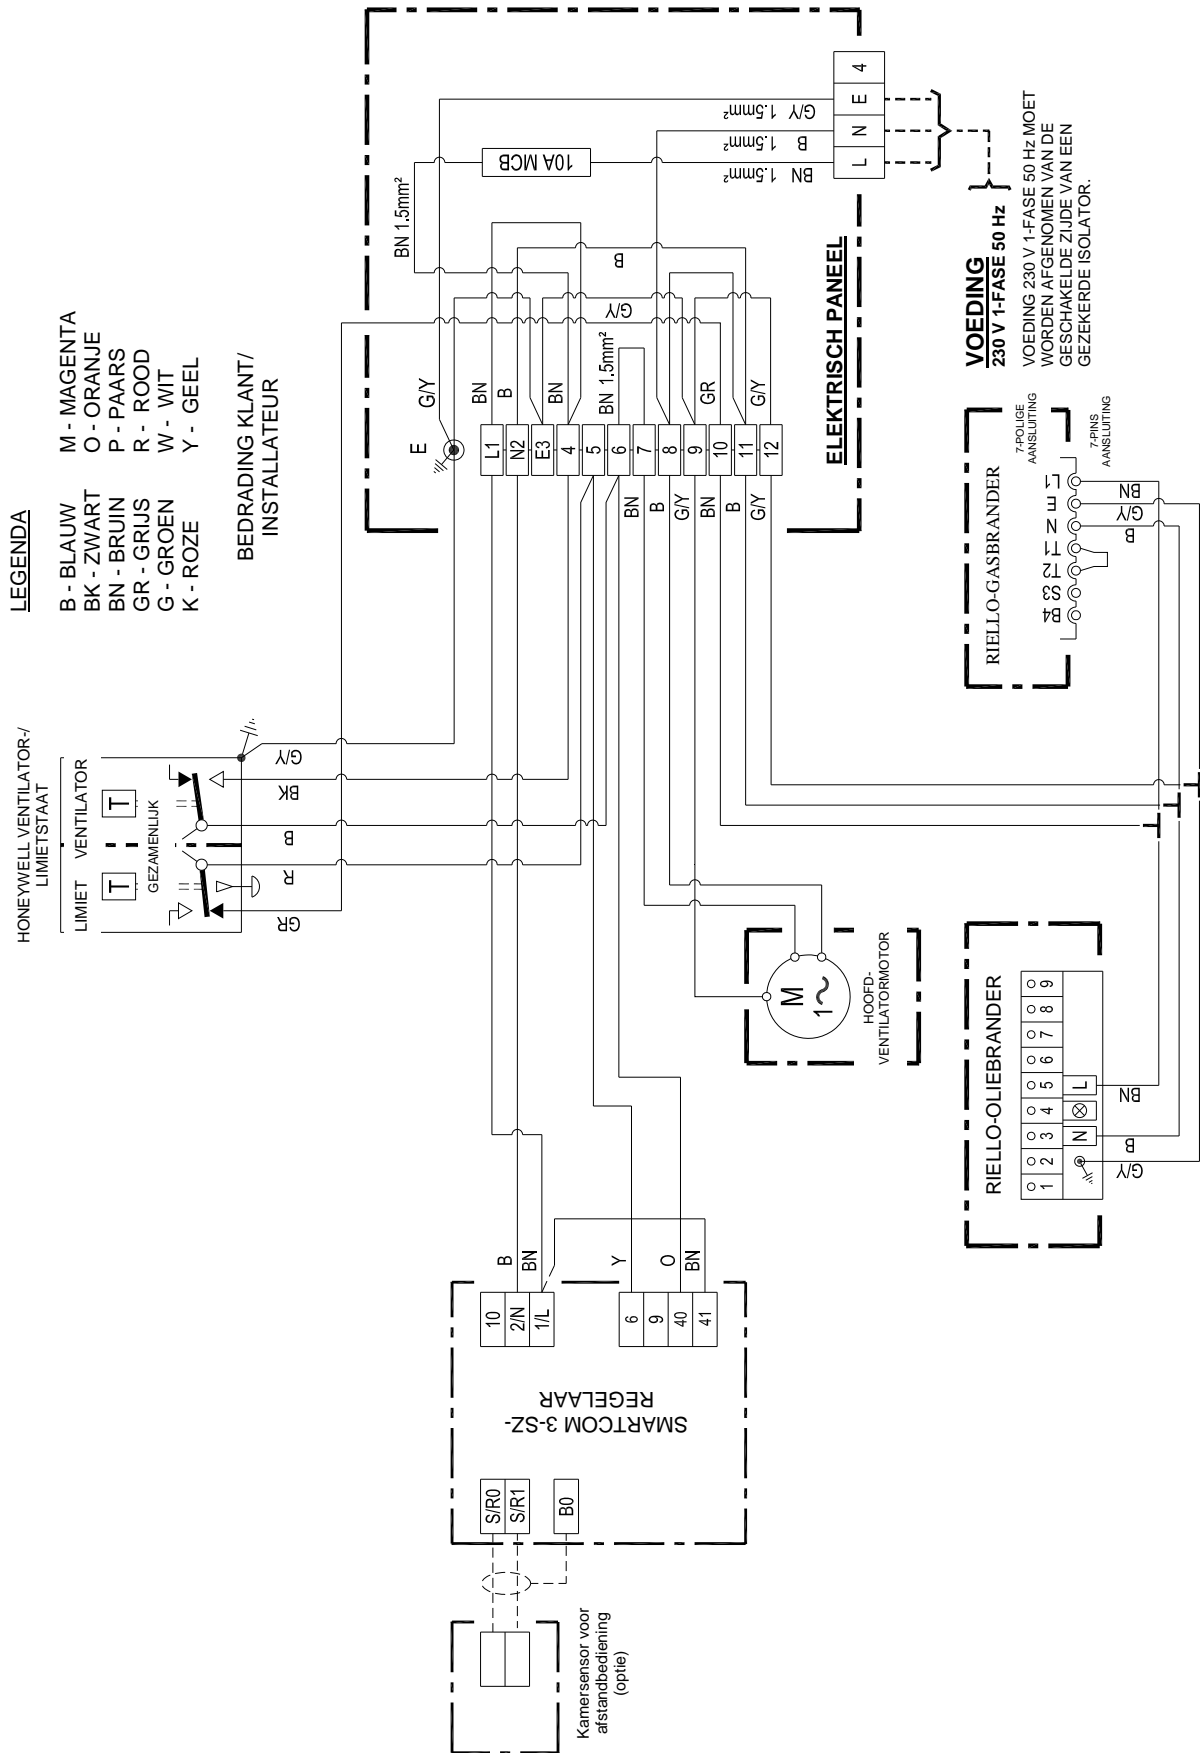 LEGENDA
B - BLAUW
BK - ZWART
BN - BRUIN
GR - GRIJS
G - GROEN
K - ROZE
M - MAGENTA
O - ORANJE
P - PAARS
R - ROOD
W - WIT
Y - GEEL
BEDRADING KLANT/
INSTALLATEUR
HONEYWELL VENTILATOR-/
LIMIETSTAAT
LIMIET
VENTILATOR
T
T
GEZAMENLIJK
GR
R
B
BK
G/Y
E
G/Y
BN
B
BN
BN 1.5mm²
GR
G/Y
L1
N2
E3
4
5
6
7
8
9
10
11
12
BN
B
G/Y
BN
B
G/Y
BN 1.5mm²
10A MCB
B
G/Y
G/Y 1.5mm²
B 1.5mm²
BN 1.5mm²
L
N
E
4
ELEKTRISCH PANEEL
VOEDING
230 V 1-FASE 50 Hz
VOEDING 230 V 1-FASE 50 Hz MOET
WORDEN AFGENOMEN VAN DE
GESCHAKELDE ZIJDE VAN EEN
GEZEKERDE ISOLATOR.
RIELLO-GASBRANDER
7-POLIGE
AANSLUITING
7-PINS
AANSLUITING
B4
S3
T2
T1
N
E
L1
B
G/Y
BN
M
1~
HOOFD-
VENTILATORMOTOR
RIELLO-OLIEBRANDER
1
2
3
4
5
6
7
8
9
N
L
G/Y
B
BN
SMARTCOM 3-SZ-
REGELAAR
10
2/N
1/L
B
BN
6
9
40
41
Y
O
BN
S/R0
S/R1
B0
Kamersensor voor
afstandbediening
(optie)